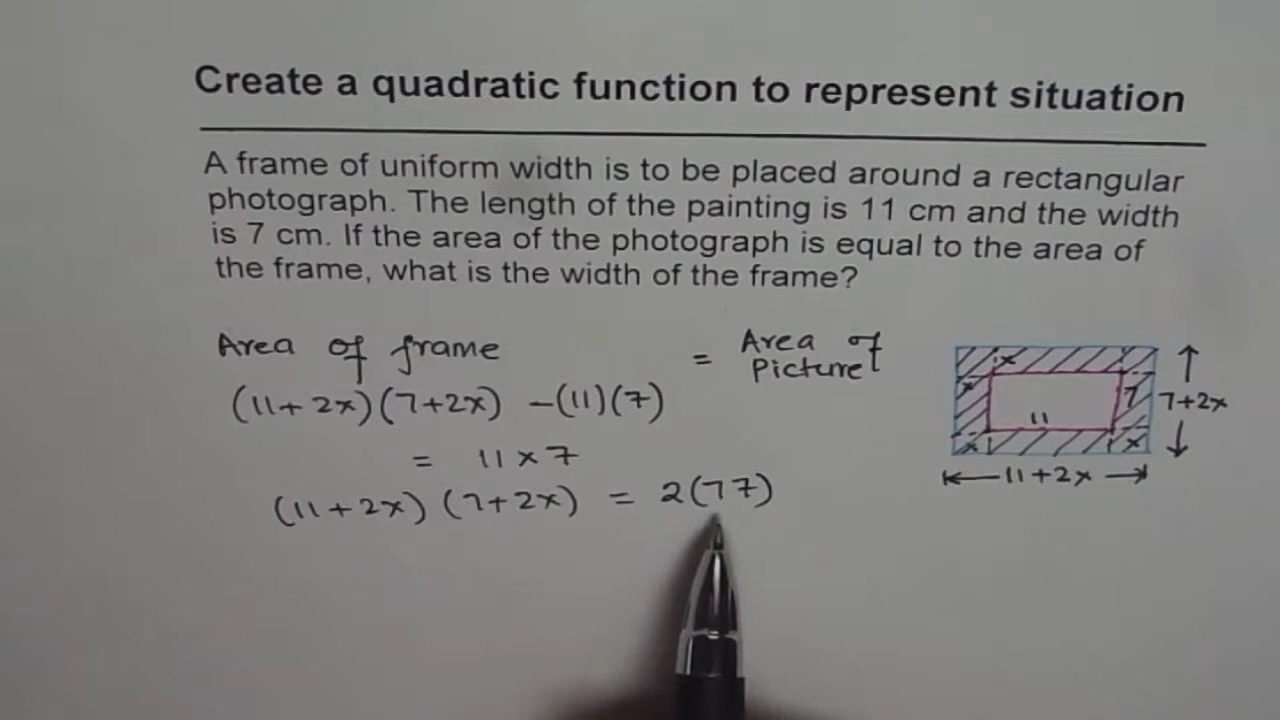 Create a quadratic function to represent situation
A frame of uniform width is to be placed around a rectangular
photograph. The length of the painting is 11 cm and the width
is 7 cm. If the area of the photograph is equal to the area of
the frame, what is the width of the frame?
Area of frame = Area of
Picture
(11+2x)(7+2x) -(11)(7)
= 11 x 7
(11+2x) (7+2x) = 2(77)
x
x
7
7+2x
11
x
x
11+2x